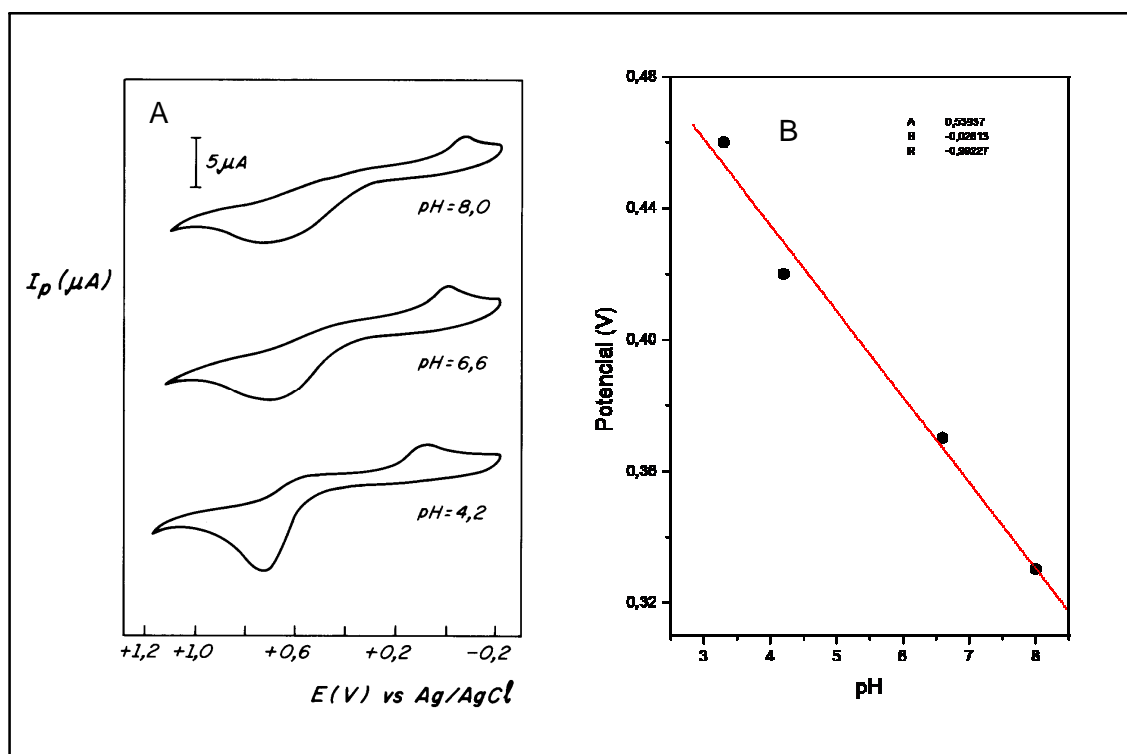 A
5 μA
pH=8,0
Ip (μA)
pH=6,6
pH=4,2
+1,2 +1,0 +0,6 +0,2 -0,2
E(V) vs Ag/AgCl
B
A 0,53937
B -0,02613
R -0,99227
0,48
0,44
0,40
0,36
0,32
Potencial (V)
3 4 5 6 7 8
pH